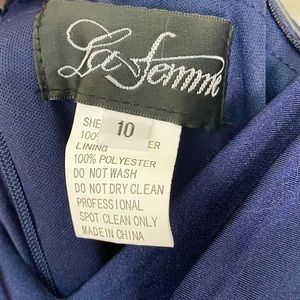 La Femme
10
SHE
100%
LINING
100% POLYESTER
DO NOT WASH
DO NOT DRY CLEAN
PROFESSIONAL
SPOT CLEAN ONLY
MADE IN CHINA